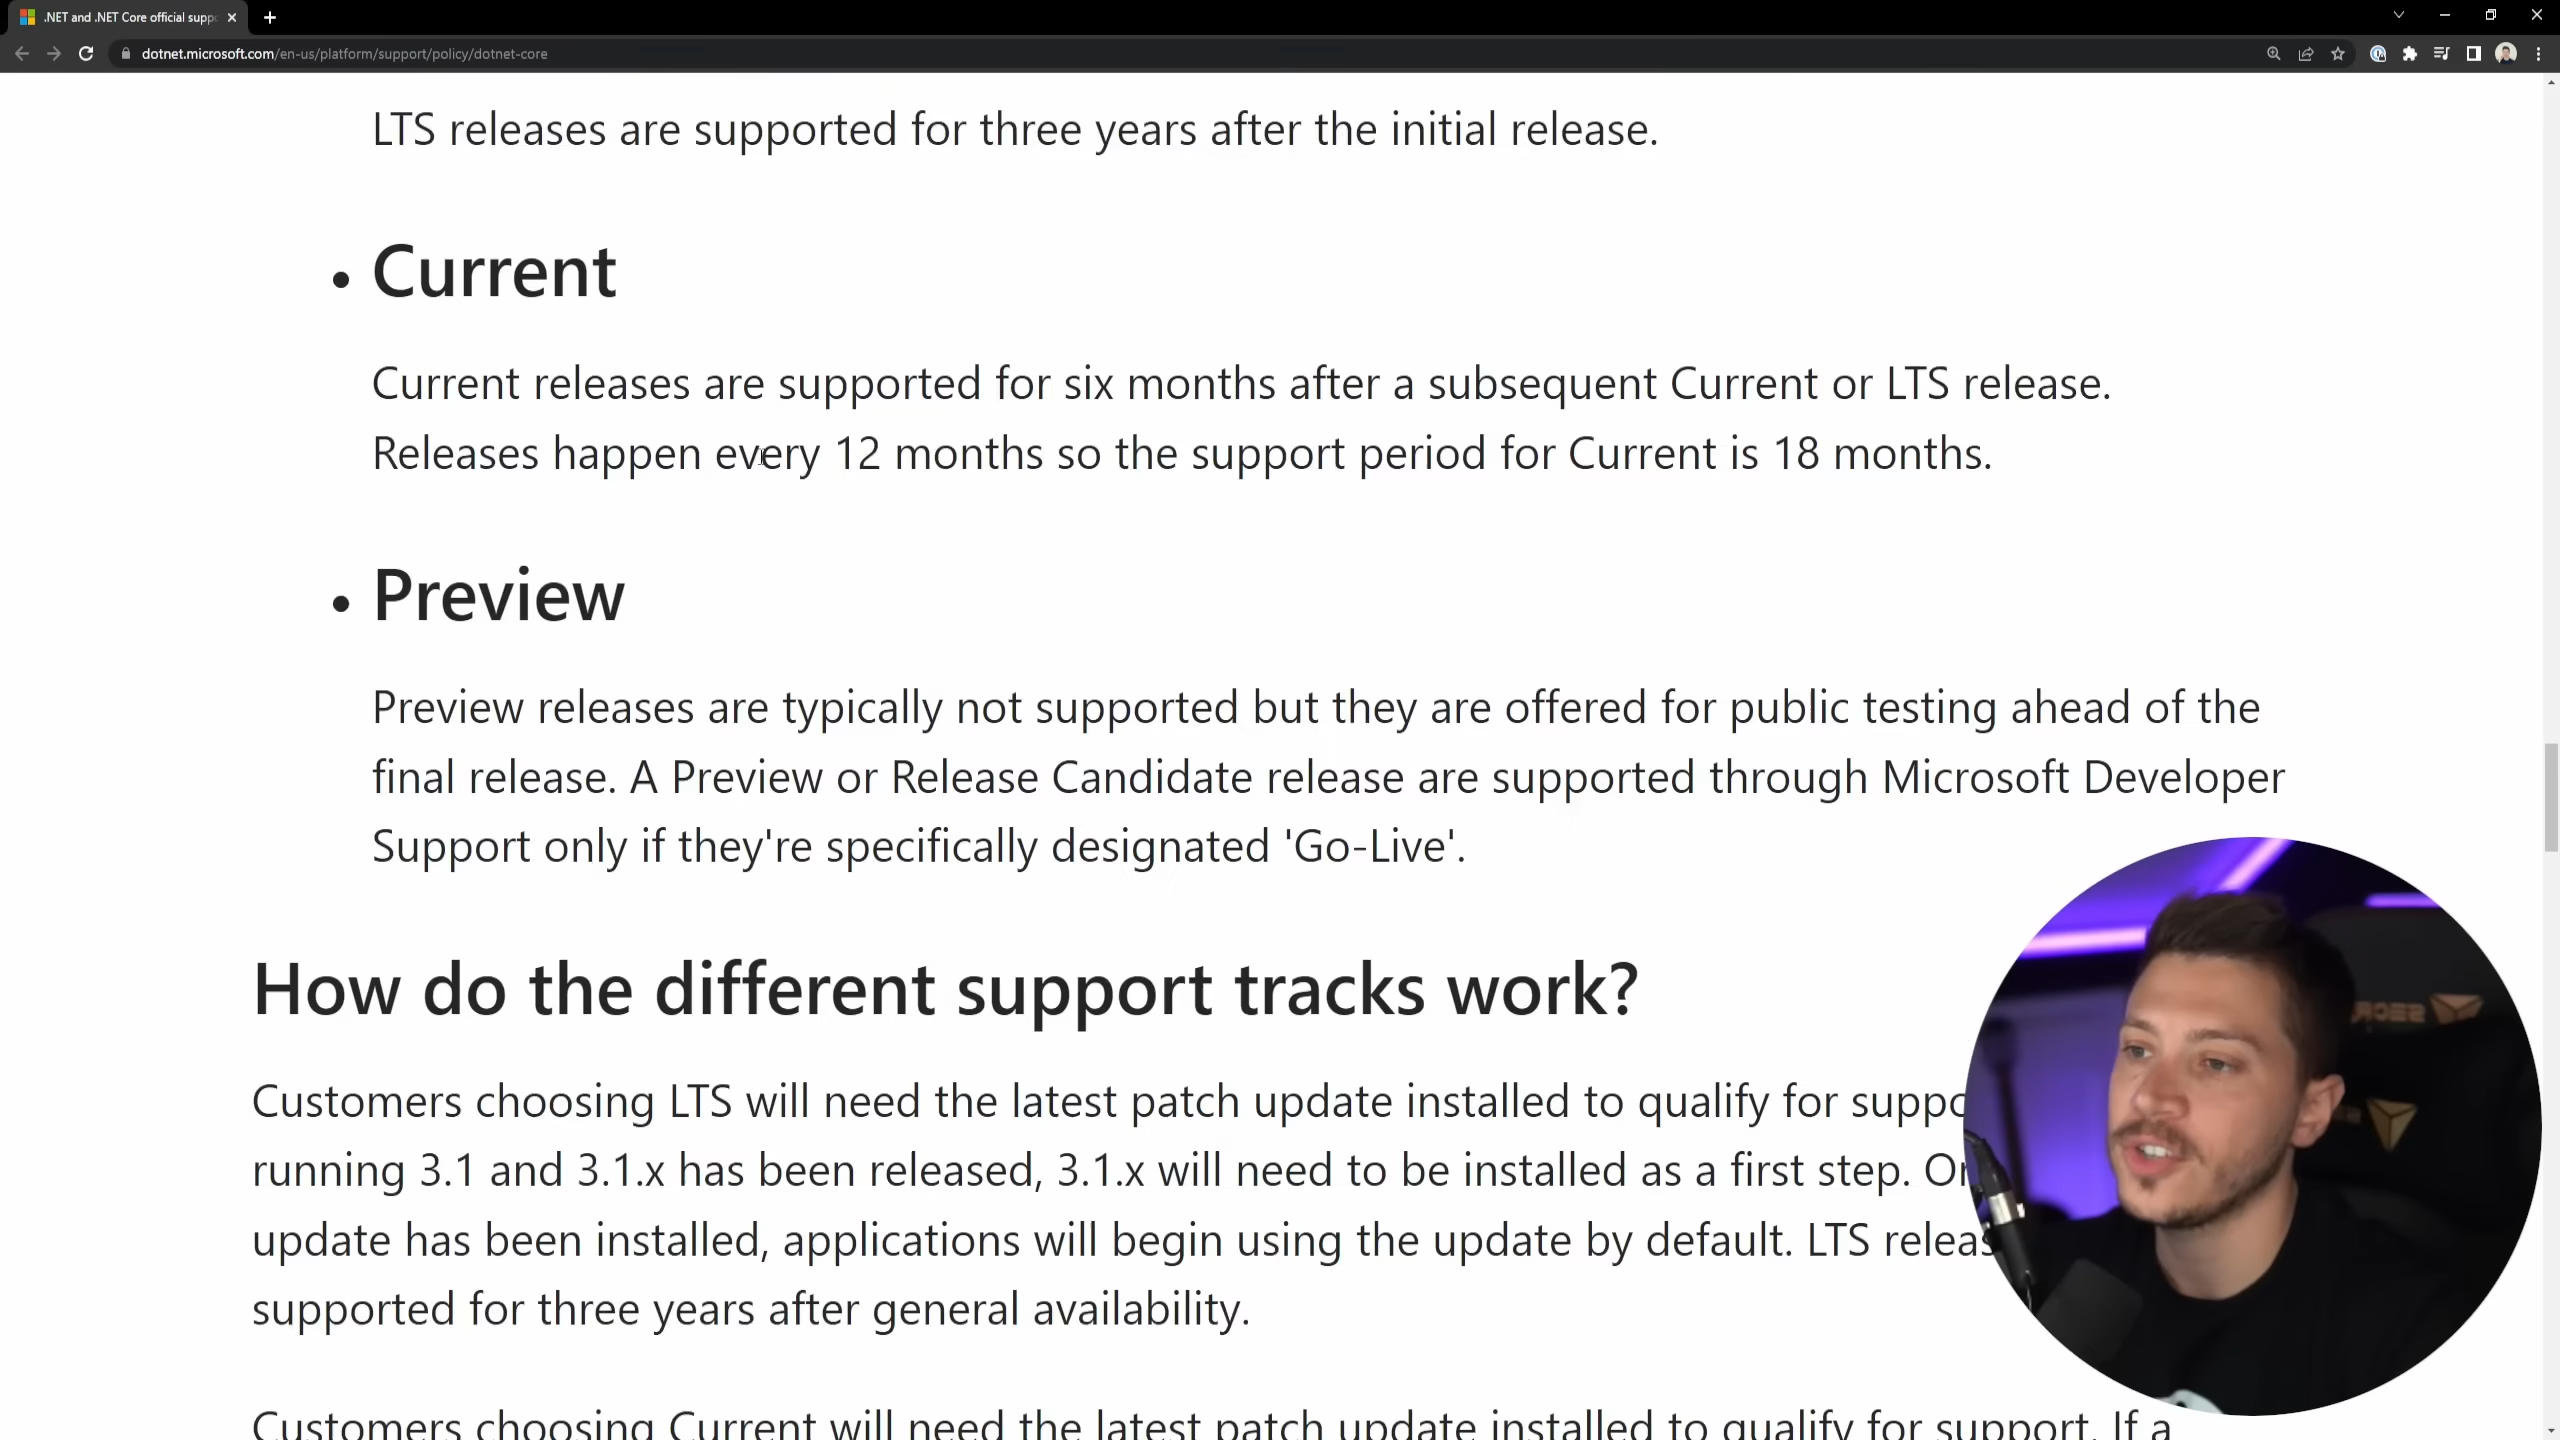 .NET and .NET Core official supp
dotnet.microsoft.com/en-us/platform/support/policy/dotnet-core
LTS releases are supported for three years after the initial release.
• Current
Current releases are supported for six months after a subsequent Current or LTS release.
Releases happen every 12 months so the support period for Current is 18 months.
• Preview
Preview releases are typically not supported but they are offered for public testing ahead of the
final release. A Preview or Release Candidate release are supported through Microsoft Developer
Support only if they're specifically designated 'Go-Live'.
How do the different support tracks work?
Customers choosing LTS will need the latest patch update installed to qualify for suppo
running 3.1 and 3.1.x has been released, 3.1.x will need to be installed as a first step. On
update has been installed, applications will begin using the update by default. LTS releas
supported for three years after general availability.
Customers choosing Current will need the latest patch update installed to qualify for support. If a